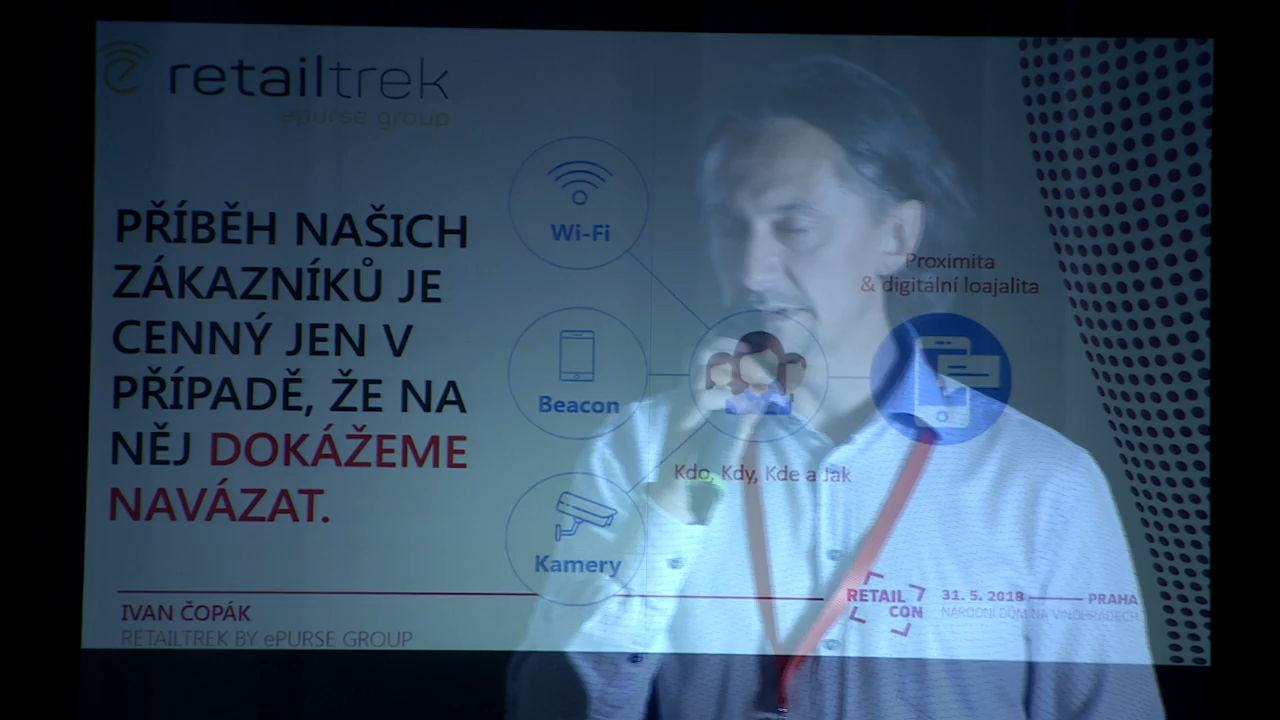 retailtrek
epurse group
PŘÍBĚH NAŠICH
ZÁKAZNÍKŮ JE
CENNÝ JEN V
PŘÍPADĚ, ŽE NA
NĚJ DOKÁŽEME
NAVÁZAT.
Wi-Fi
Beacon
Kamery
Kdo, Kdy, Kde a Jak
Proximita
& digitální loajalita
IVAN ČOPÁK
RETAILTREK BY ePURSE GROUP
RETAIL
CON
31. 5. 2018 PRAHA
NÁRODNÍ DŮM NA VINOHRADECH